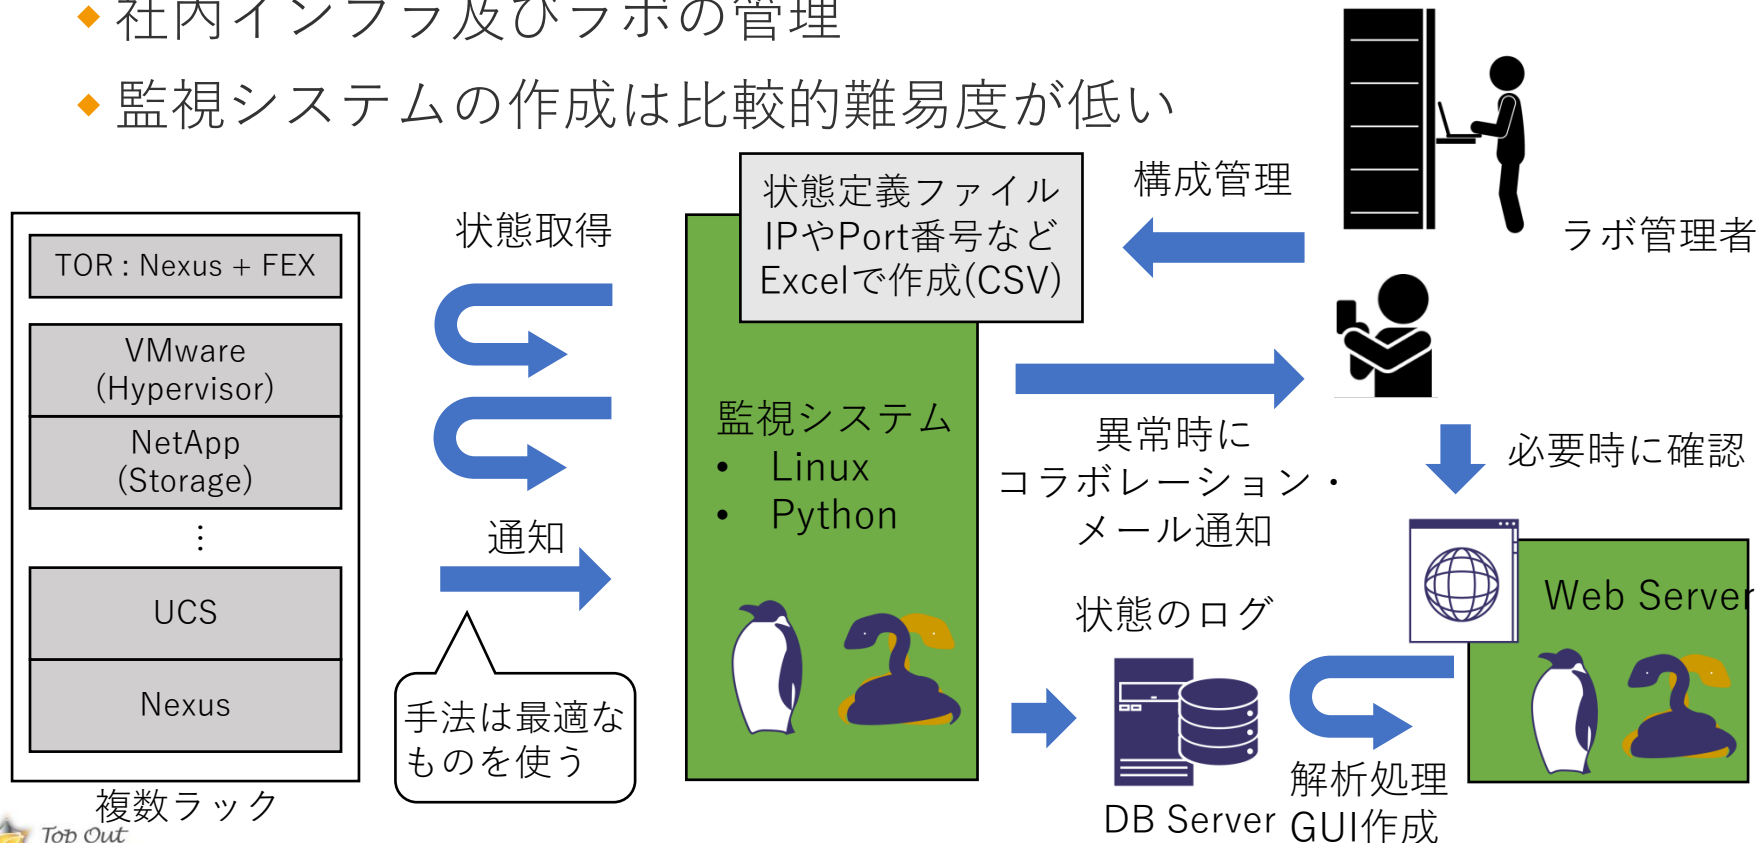 社内インフラ及びラボの管理
監視システムの作成は比較的難易度が低い
状態定義ファイル
IPやPort番号など
Excelで作成(CSV)
構成管理
ラボ管理者
状態取得
TOR : Nexus + FEX
VMware
(Hypervisor)
NetApp
(Storage)
⋮
UCS
Nexus
複数ラック
通知
手法は最適な
ものを使う
監視システム
• Linux
• Python
異常時に
コラボレーション・
メール通知
必要時に確認
状態のログ
DB Server
Web Server
解析処理
GUI作成
Top Out